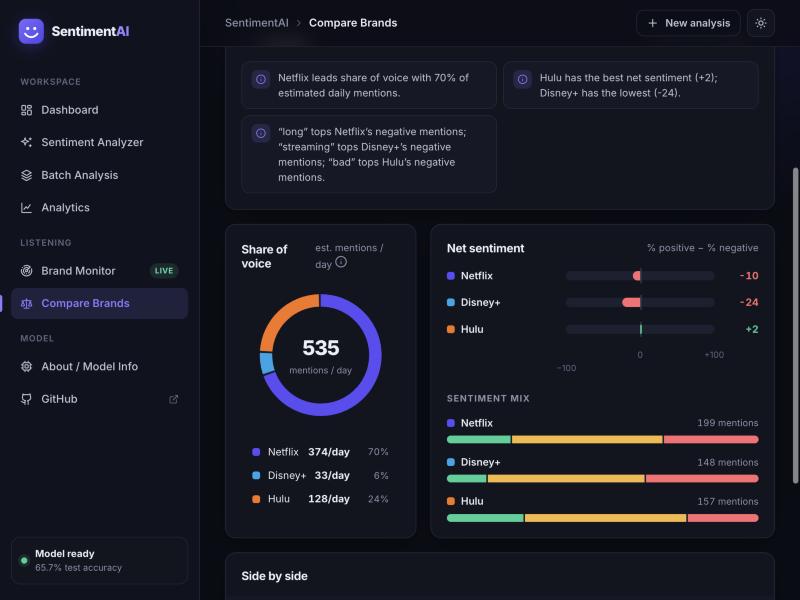 SentimentAI
WORKSPACE
Dashboard
Sentiment Analyzer
Batch Analysis
Analytics
LISTENING
Brand Monitor LIVE
Compare Brands
MODEL
About / Model Info
GitHub
Model ready
65.7% test accuracy
SentimentAI > Compare Brands
New analysis
Netflix leads share of voice with 70% of
estimated daily mentions.
Hulu has the best net sentiment (+2);
Disney+ has the lowest (-24).
“long” tops Netflix’s negative mentions;
“streaming” tops Disney+’s negative
mentions; “bad” tops Hulu’s negative
mentions.
Share of
voice
est. mentions /
day
535
mentions / day
Netflix 374/day 70%
Disney+ 33/day 6%
Hulu 128/day 24%
Net sentiment
% positive − % negative
Netflix -10
Disney+ -24
Hulu +2
−100
0
+100
SENTIMENT MIX
Netflix 199 mentions
Disney+ 148 mentions
Hulu 157 mentions
Side by side